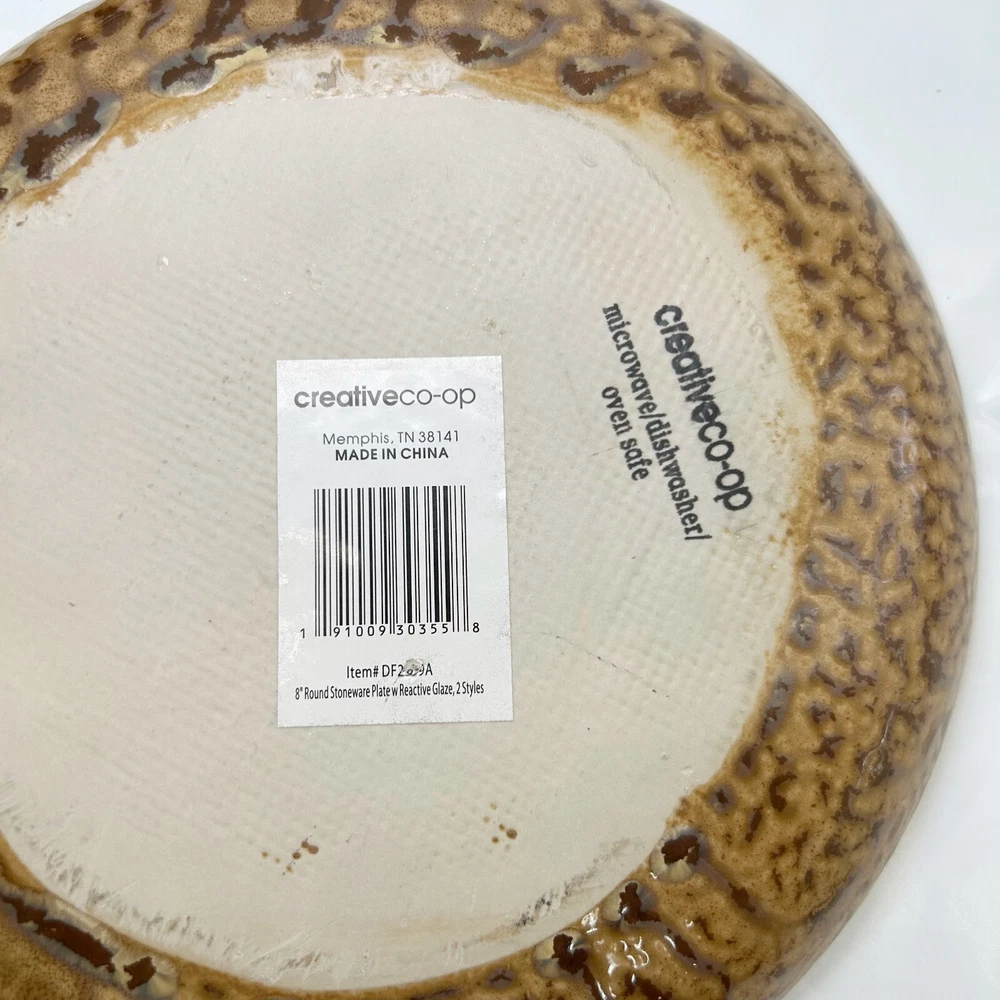 creativeco-op
Memphis, TN 38141
MADE IN CHINA
1 91009 30355 8
Item#
8" Round Stoneware Plate w Reactive Glaze, 2 Styles
creativeco-op
microwave/dishwasher/
oven safe